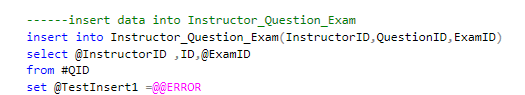 ------insert data into Instructor_Question_Exam
insert into Instructor_Question_Exam(InstructorID,QuestionID,ExamID)
select @InstructorID ,ID,@ExamID
from #QID
set @TestInsert1 =@@ERROR